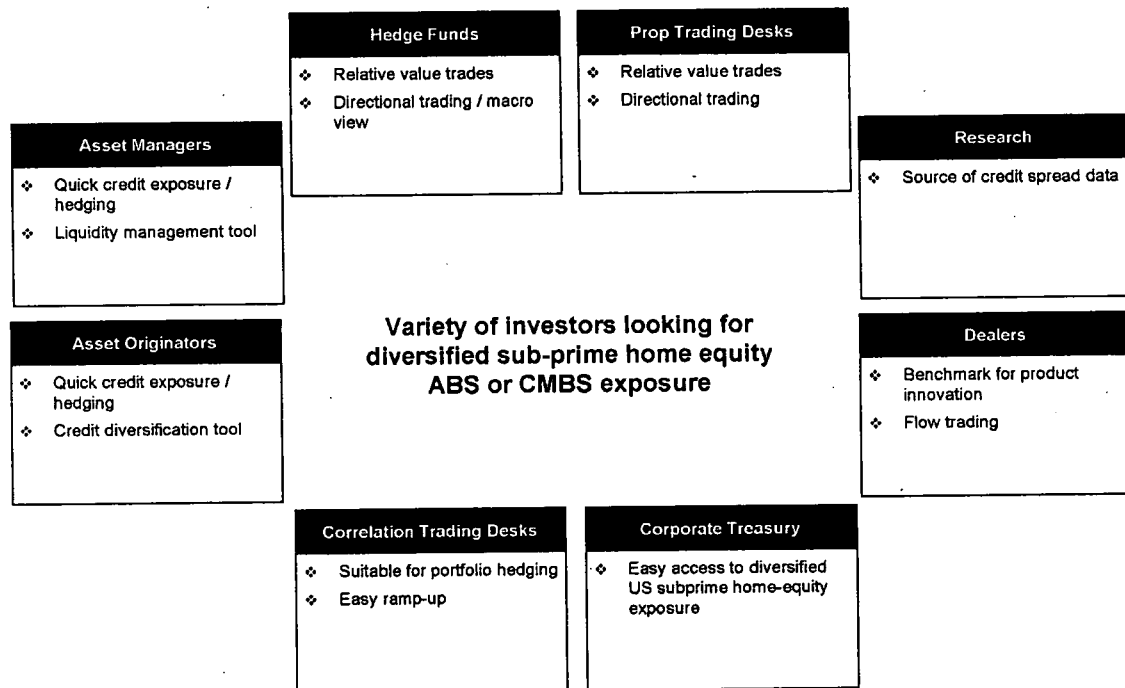 Hedge Funds
❖ Relative value trades
❖ Directional trading / macro
view
Prop Trading Desks
❖ Relative value trades
❖ Directional trading
Asset Managers
❖ Quick credit exposure /
hedging
❖ Liquidity management tool
Research
❖ Source of credit spread data
Asset Originators
❖ Quick credit exposure /
hedging
❖ Credit diversification tool
Variety of investors looking for
diversified sub-prime home equity
ABS or CMBS exposure
Dealers
❖ Benchmark for product
innovation
❖ Flow trading
Correlation Trading Desks
❖ Suitable for portfolio hedging
❖ Easy ramp-up
Corporate Treasury
❖ Easy access to diversified
US subprime home-equity
exposure